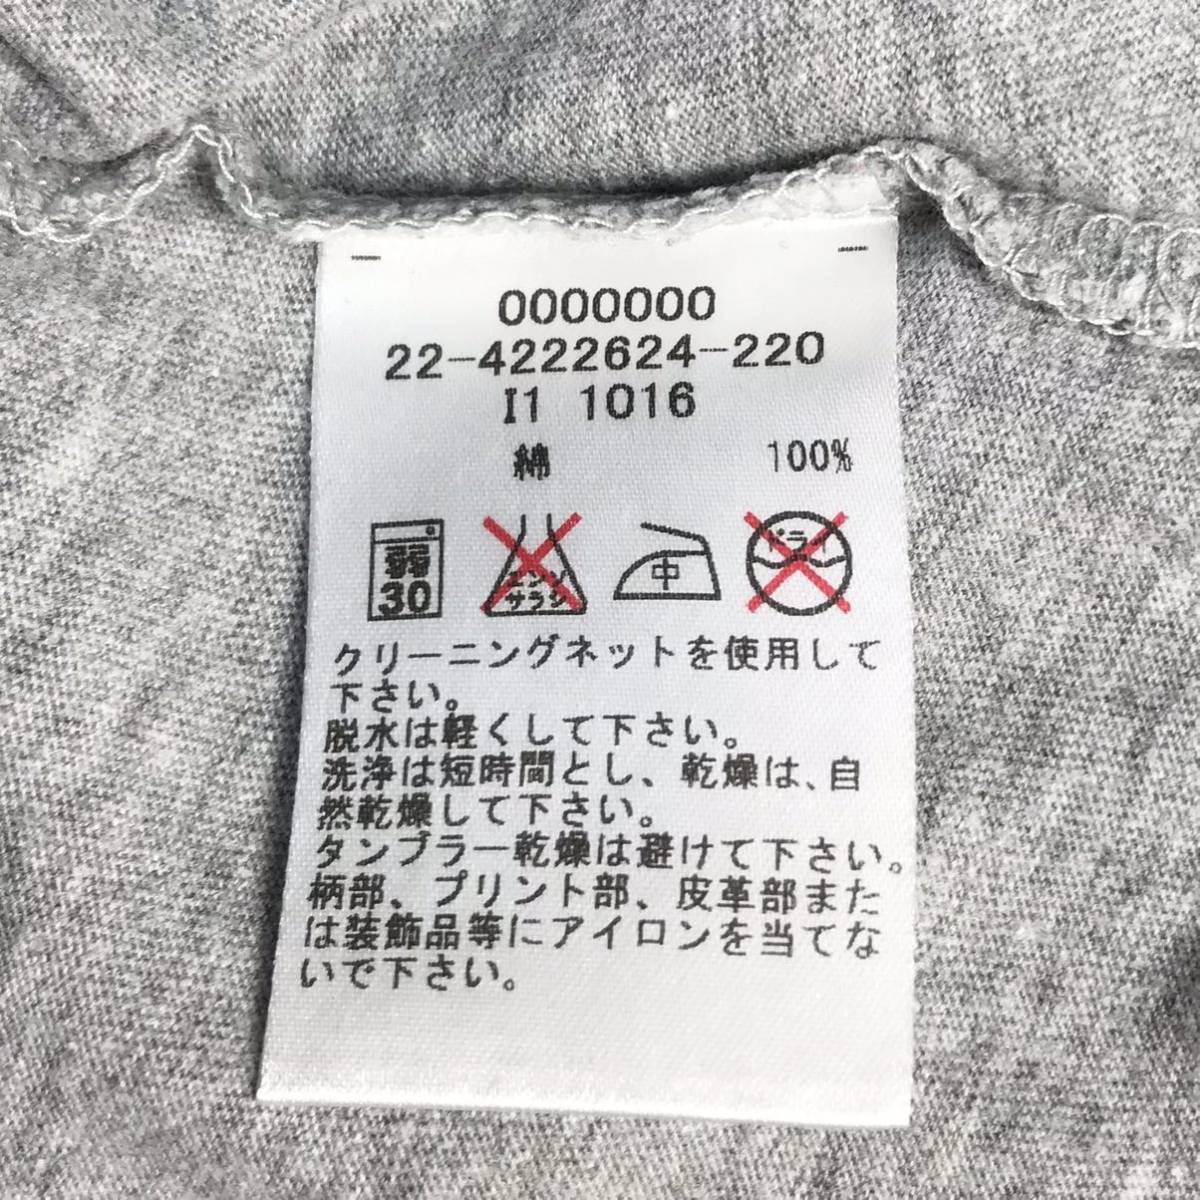 0000000
22-4222624-220
I1 1016
綿 100%
弱
30
エンソ
サラシ
中
ドライ
クリーニングネットを使用して
下さい。
脱水は軽くして下さい。
洗浄は短時間とし、乾燥は、自
然乾燥して下さい。
タンブラー乾燥は避けて下さい。
柄部、プリント部、皮革部また
は装飾品等にアイロンを当てな
いで下さい。